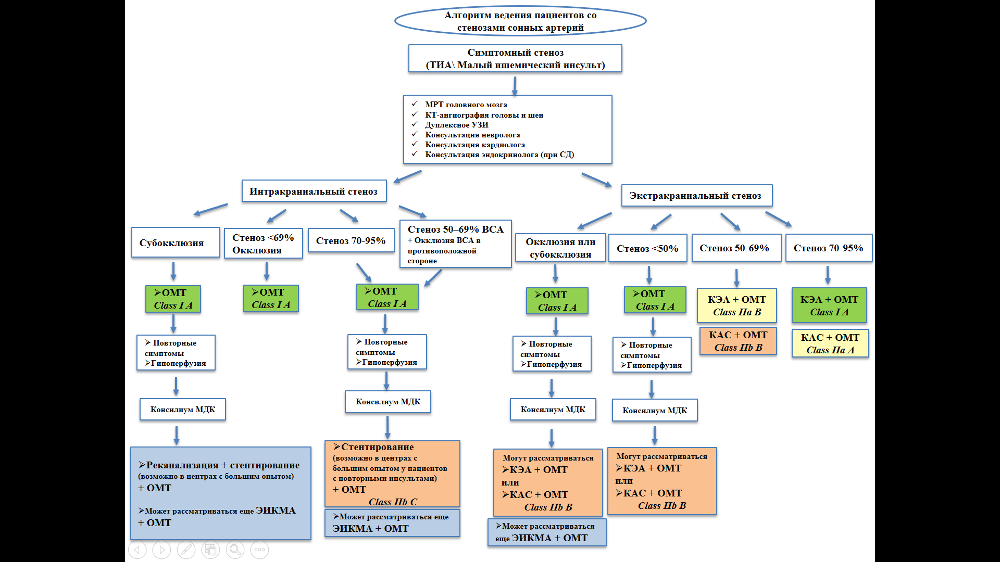 Алгоритм ведения пациентов со
стенозами сонных артерий
Симптомный стеноз
(ТИА\ Малый ишемический инсульт)
✓ МРТ головного мозга
✓ КТ-ангиография головы и шеи
✓ Дуплексное УЗИ
✓ Консультация невролога
✓ Консультация кардиолога
✓ Консультация эндокринолога (при СД)
Интракраниальный стеноз
Экстракраниальный стеноз
Субокклюзия
Стеноз <69%
Окклюзия
Стеноз 70-95%
Стеноз 50–69% ВСА
+ Окклюзия ВСА в
противоположной
стороне
Окклюзия или
субокклюзия
Стеноз <50%
Стеноз 50-69%
Стеноз 70-95%
➢ОМТ
Class I A
➢ОМТ
Class I A
➢ОМТ
Class I A
➢ОМТ
Class I A
➢ОМТ
Class I A
КЭА + ОМТ
Class IIa B
КАС + ОМТ
Class IIb B
КЭА + ОМТ
Class I A
КАС + ОМТ
Class IIa A
➢ Повторные
симптомы
➢Гипоперфузия
➢ Повторные
симптомы
➢Гипоперфузия
➢ Повторные
симптомы
➢Гипоперфузия
➢ Повторные
симптомы
➢Гипоперфузия
Консилиум МДК
Консилиум МДК
Консилиум МДК
Консилиум МДК
➢Реканализация + стентирование
(возможно в центрах с большим опытом)
+ ОМТ
➢Может рассматриваться еще ЭИКМА
+ ОМТ
➢Стентирование
(возможно в центрах с
большим опытом у пациентов
с повторными инсультами)
+ ОМТ
Class IIb C
➢Может рассматриваться еще
ЭИКМА + ОМТ
Могут рассматриваться
➢КЭА + ОМТ
или
➢КАС + ОМТ
Class IIb B
➢Может рассматриваться
еще ЭИКМА + ОМТ
Могут рассматриваться
➢КЭА + ОМТ
или
➢КАС + ОМТ
Class IIb B